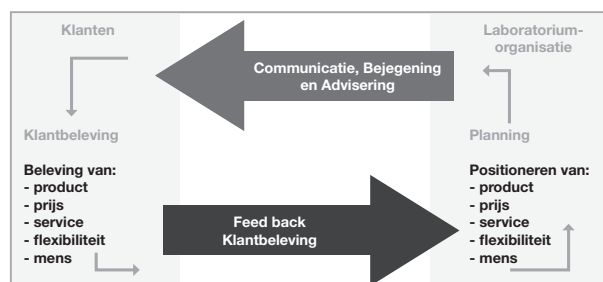 Klanten
Laboratorium-
organisatie
Communicatie, Bejegening
en Advisering
Klantbeleving
Planning
Beleving van:
- product
- prijs
- service
- flexibiliteit
- mens
Feed back
Klantbeleving
Positioneren van:
- product
- prijs
- service
- flexibiliteit
- mens